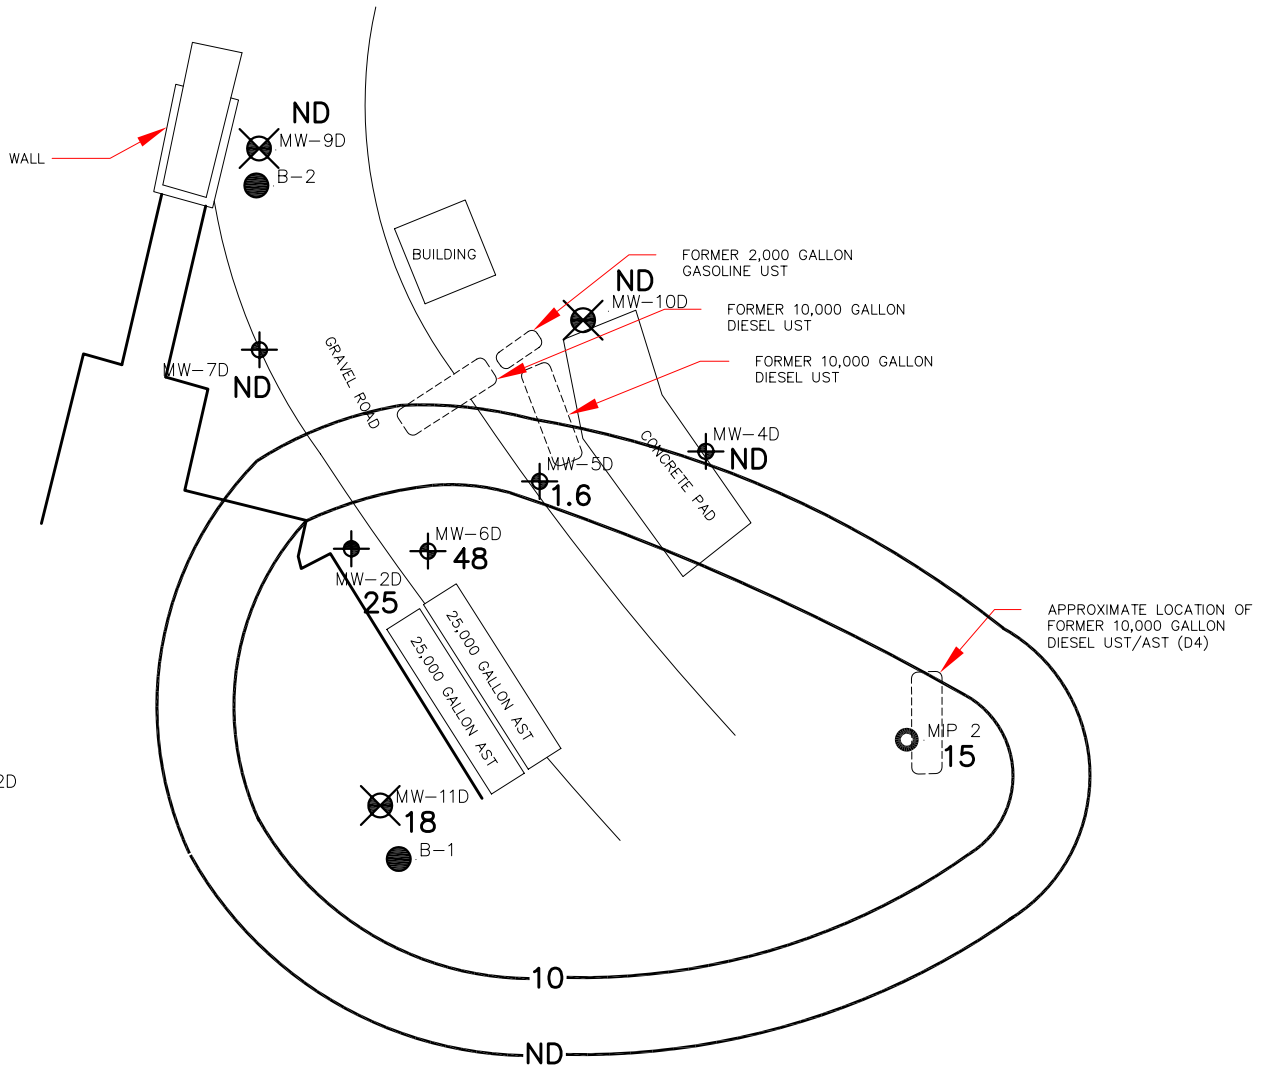 ND
MW-9D
WALL
B-2
BUILDING
FORMER 2,000 GALLON
GASOLINE UST
ND
MW-10D
FORMER 10,000 GALLON
DIESEL UST
FORMER 10,000 GALLON
DIESEL UST
MW-7D
ND
GRAVEL ROAD
MW-4D
ND
CONCRETE PAD
MW-5D
1.6
MW-6D
48
MW-2D
25
25,000 GALLON AST
25,000 GALLON AST
APPROXIMATE LOCATION OF
FORMER 10,000 GALLON
DIESEL UST/AST (D4)
MIP 2
15
2D
MW-11D
18
B-1
10
ND